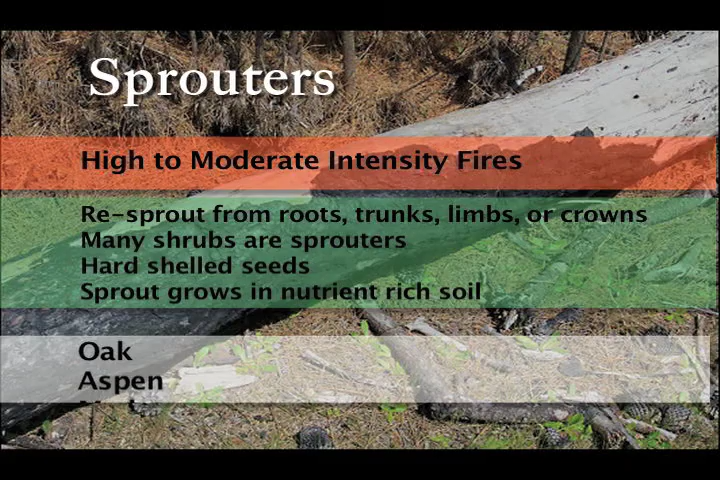 Sprouters
High to Moderate Intensity Fires
Re-sprout from roots, trunks, limbs, or crowns
Many shrubs are sprouters
Hard shelled seeds
Sprout grows in nutrient rich soil
Oak
Aspen